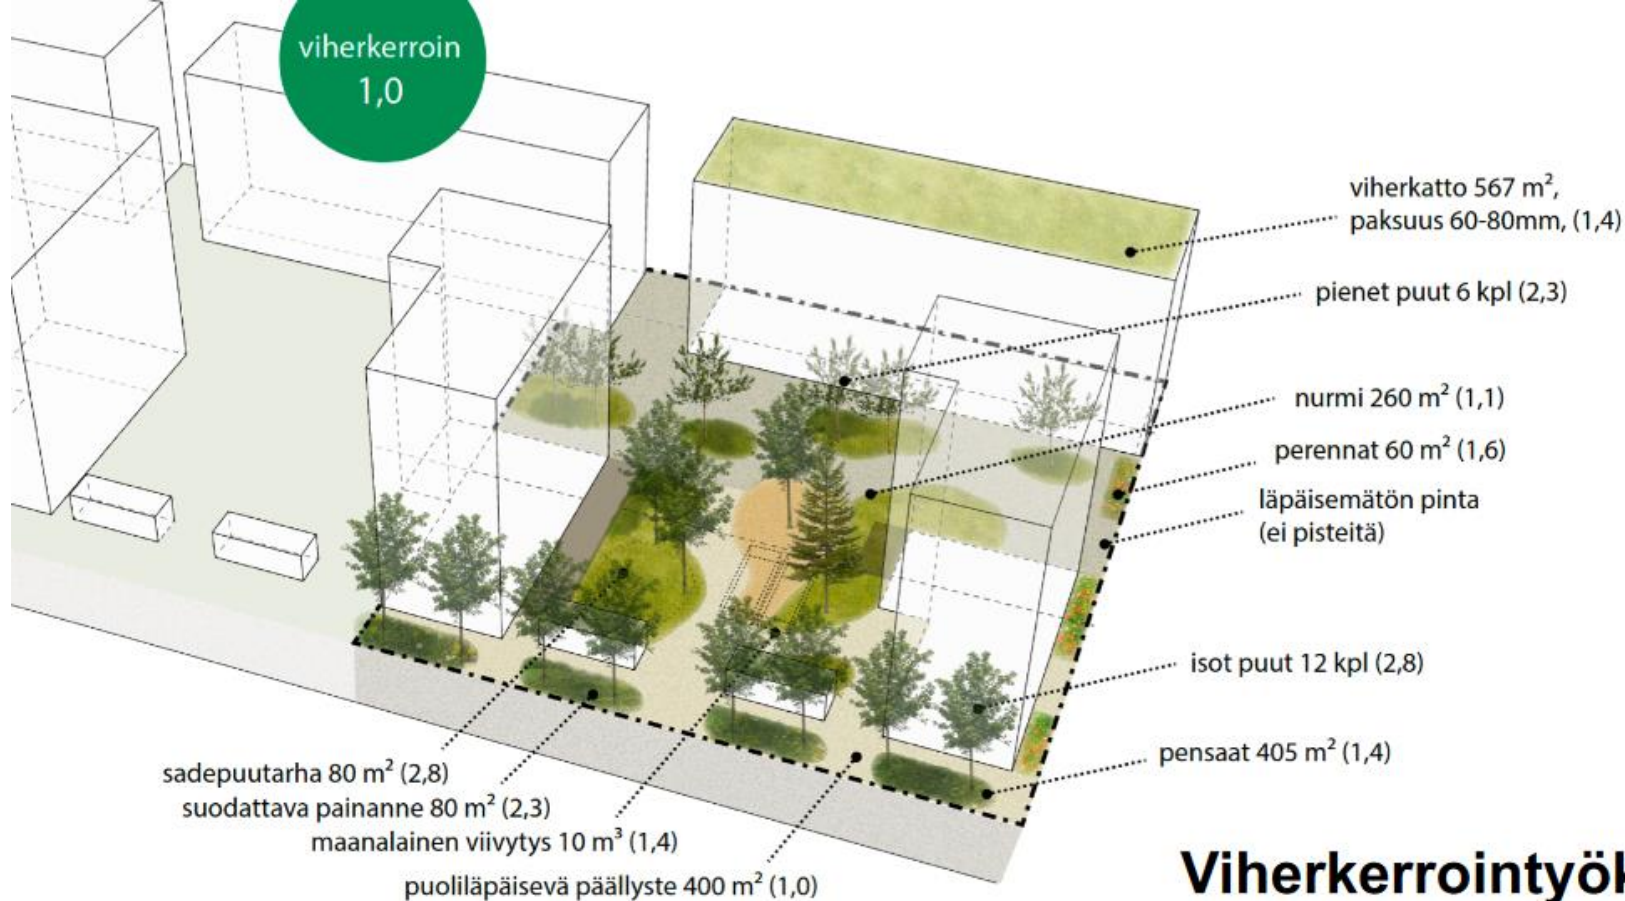 viherkerroin
1,0
viherkatto 567 m²,
paksuus 60-80mm, (1,4)
pienet puut 6 kpl (2,3)
nurmi 260 m² (1,1)
perennat 60 m² (1,6)
läpäisemätön pinta
(ei pisteitä)
isot puut 12 kpl (2,8)
pensaat 405 m² (1,4)
sadepuutarha 80 m² (2,8)
suodattava painanne 80 m² (2,3)
maanalainen viivytys 10 m³ (1,4)
puoliläpäisevä päällyste 400 m² (1,0)